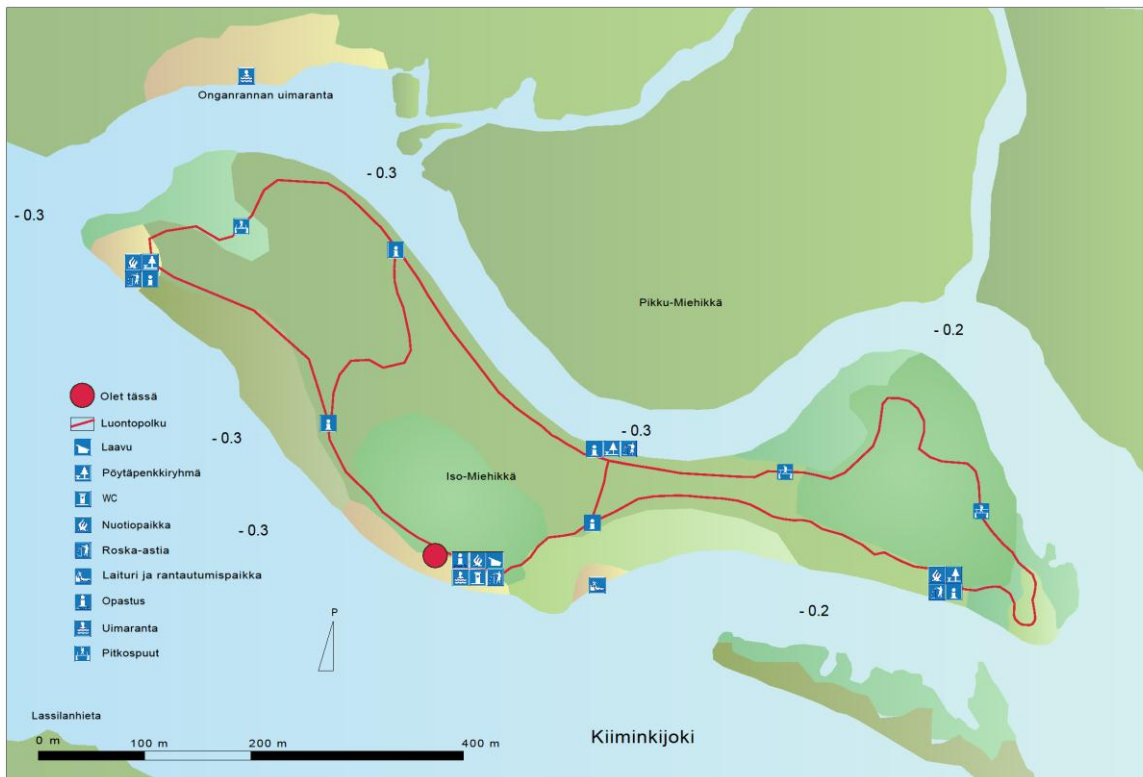 Onganrannan uimaranta
- 0.3
- 0.3
Pikku-Miehikkä
- 0.2
Olet tässä
Luontopolku
Laavu
Pöytäpenkkiryhmä
WC
Nuotiopaikka
Roska-astia
Laituri ja rantautumispaikka
Opastus
Uimaranta
Pitkospuut
- 0.3
- 0.3
- 0.3
Iso-Miehikkä
- 0.2
P
Lassilanhieta
0 m 100 m 200 m 400 m
Kiiminkijoki